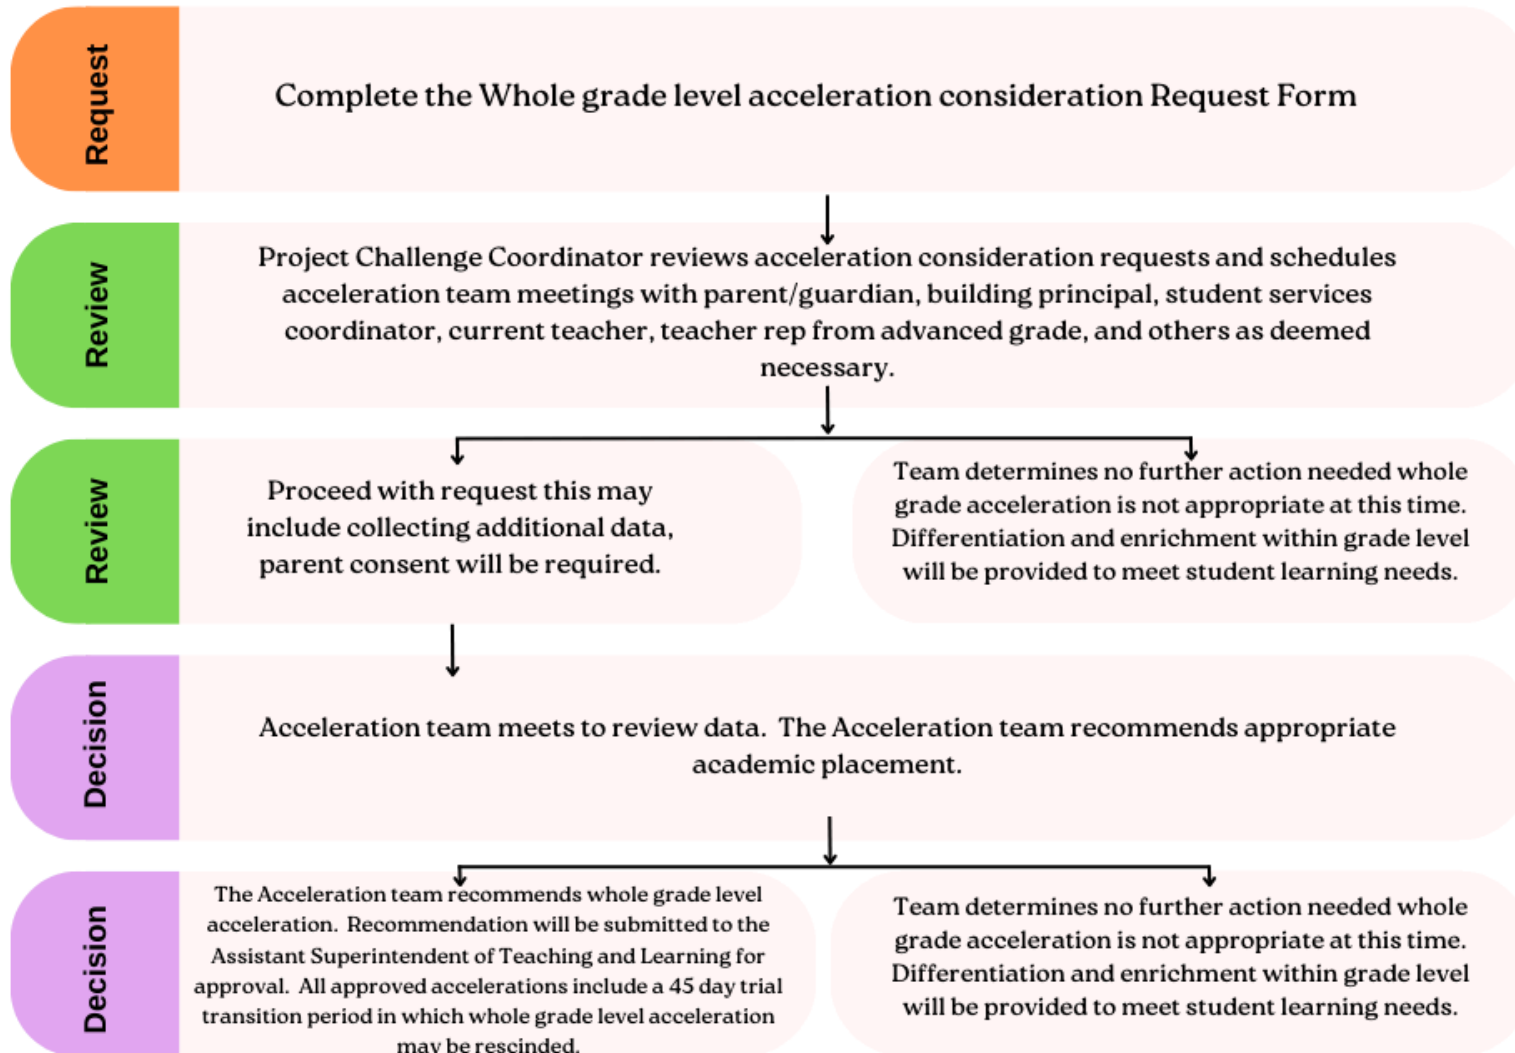 Request
Complete the Whole grade level acceleration consideration Request Form
Review
Project Challenge Coordinator reviews acceleration consideration requests and schedules
acceleration team meetings with parent/guardian, building principal, student services
coordinator, current teacher, teacher rep from advanced grade, and others as deemed
necessary.
Review
Proceed with request this may
include collecting additional data,
parent consent will be required.
Team determines no further action needed whole
grade acceleration is not appropriate at this time.
Differentiation and enrichment within grade level
will be provided to meet student learning needs.
Decision
Acceleration team meets to review data.  The Acceleration team recommends appropriate
academic placement.
Decision
The Acceleration team recommends whole grade level
acceleration.  Recommendation will be submitted to the
Assistant Superintendent of Teaching and Learning for
approval.  All approved accelerations include a 45 day trial
transition period in which whole grade level acceleration
may be rescinded.
Team determines no further action needed whole
grade acceleration is not appropriate at this time.
Differentiation and enrichment within grade level
will be provided to meet student learning needs.